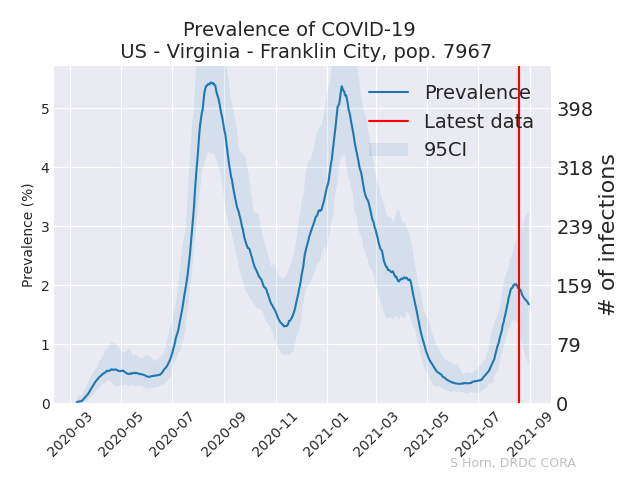 Prevalence of COVID-19
US - Virginia - Franklin City, pop. 7967
Prevalence
Latest data
95CI
Prevalence (%)
5
4
3
2
1
0
398
318
239
159
79
0
# of infections
2020-03
2020-05
2020-07
2020-09
2020-11
2021-01
2021-03
2021-05
2021-07
2021-09
S Horn, DRDC CORA